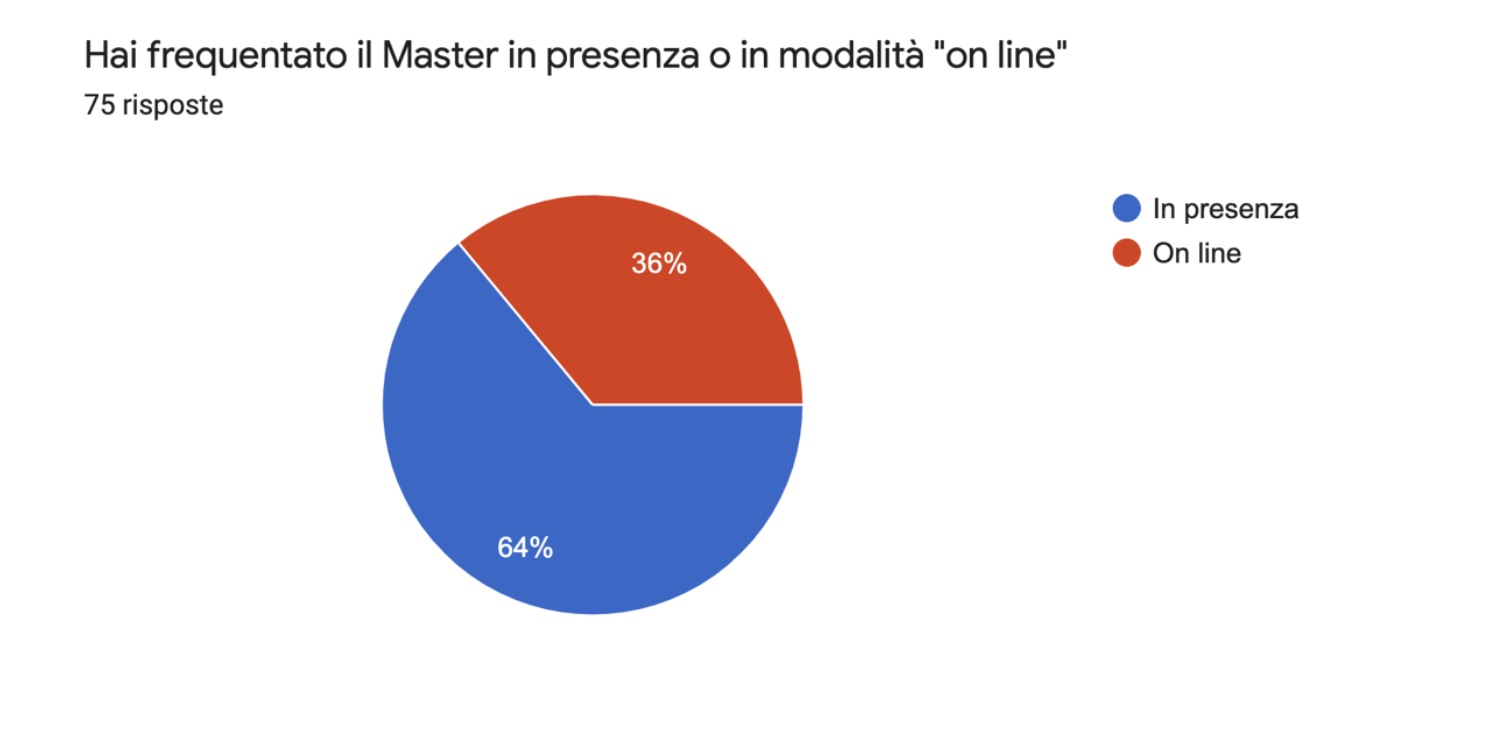 Hai frequentato il Master in presenza o in modalità "on line"
75 risposte
In presenza
On line
36%
64%